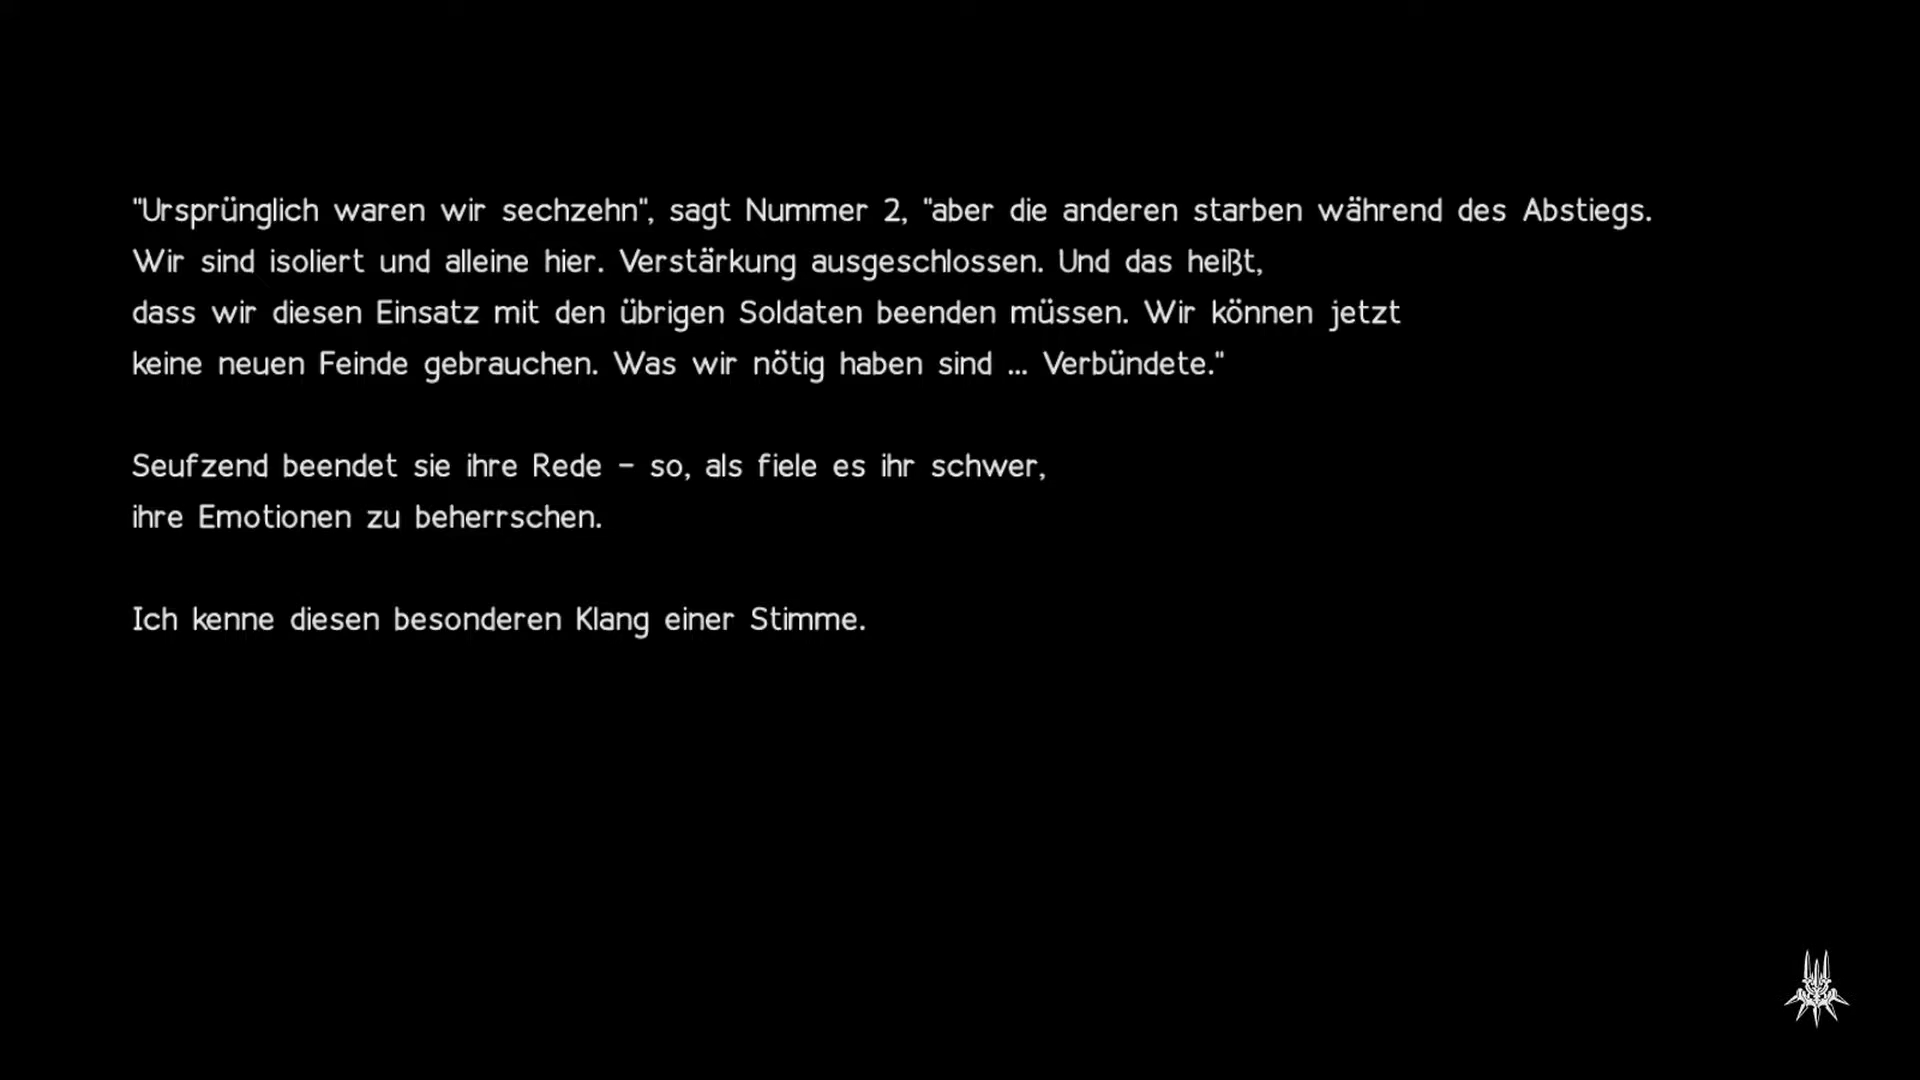 "Ursprünglich waren wir sechzehn", sagt Nummer 2, "aber die anderen starben während des Abstiegs.
Wir sind isoliert und alleine hier. Verstärkung ausgeschlossen. Und das heißt,
dass wir diesen Einsatz mit den übrigen Soldaten beenden müssen. Wir können jetzt
keine neuen Feinde gebrauchen. Was wir nötig haben sind ... Verbündete."
Seufzend beendet sie ihre Rede – so, als fiele es ihr schwer,
ihre Emotionen zu beherrschen.
Ich kenne diesen besonderen Klang einer Stimme.